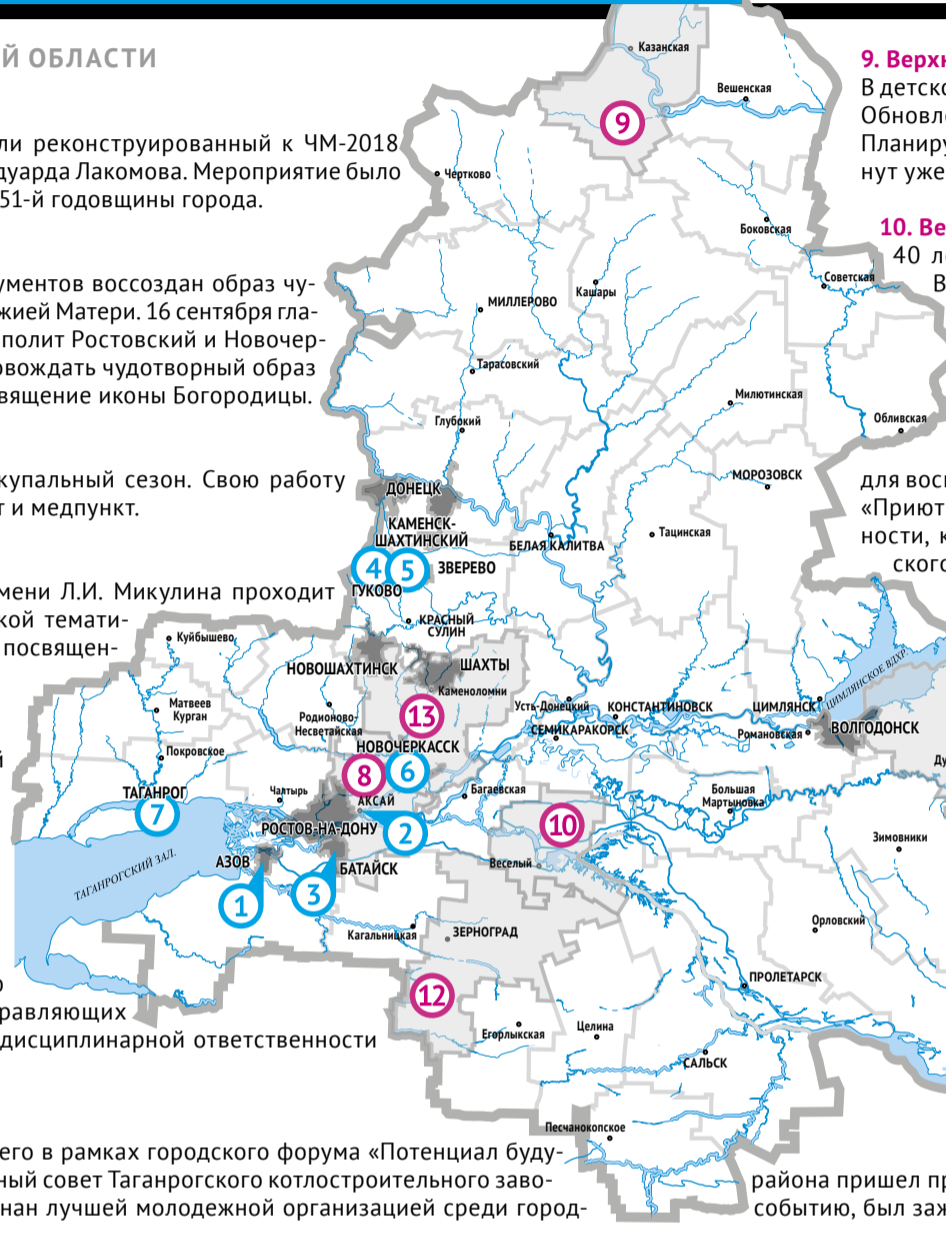 Й ОБЛАСТИ
ли реконструированный к ЧМ-2018
дуарда Лакомова. Мероприятие было
51-й годовщины города.
ументов воссоздан образ чу-
жией Матери. 16 сентября гла-
полит Ростовский и Новочер-
овождать чудотворный образ
священие иконы Богородицы.
купальный сезон. Свою работу
т и медпункт.
мени Л.И. Микулина проходит
кой темати-
посвящен-
й
о
равляющих
дисциплинарной ответственности
его в рамках городского форума «Потенциал буду-
ный совет Таганрогского котлостроительного заво-
нан лучшей молодежной организацией среди город-
Казанская
Вешенская
9
Чертково
Боковская
Советская
Кашары
МИЛЛЕРОВО
Тарасовский
Милютинская
Глубокий
Обливская
МОРОЗОВСК
ДОНЕЦК
КАМЕНСК-
ШАХТИНСКИЙ
Тацинская
БЕЛАЯ КАЛИТВА
4
5
ЗВЕРЕВО
ГУКОВО
КРАСНЫЙ
СУЛИН
Куйбышево
НОВОШАХТИНСК
ШАХТЫ
ЦИМЛЯНСКОЕ ВДХР.
Каменоломни
Матвеев
Курган
Родионово-
Несветайская
13
Усть-Донецкий
КОНСТАНТИНОВСК
ЦИМЛЯНСК
СЕМИКАРАКОРСК
Романовская
ВОЛГОДОНСК
Покровское
НОВОЧЕРКАССК
8
6
Ду
ТАГАНРОГ
Чалтырь
АКСАЙ
Багаевская
Большая
Мартыновка
7
РОСТОВ-НА-ДОНУ
2
10
Зимовники
ТАГАНРОГСКИЙ ЗАЛ.
АЗОВ
БАТАЙСК
Веселый
1
3
Кагальницкая
ЗЕРНОГРАД
Орловский
12
ПРОЛЕТАРСК
Егорлыкская
Целина
САЛЬСК
Песчанокопское
9. Верхн
В детско
Обновле
Планиру
нут уже
10. Ве
40 ле
В
для восп
«Приют
ности, к
ского
района пришел пр
событию, был заж